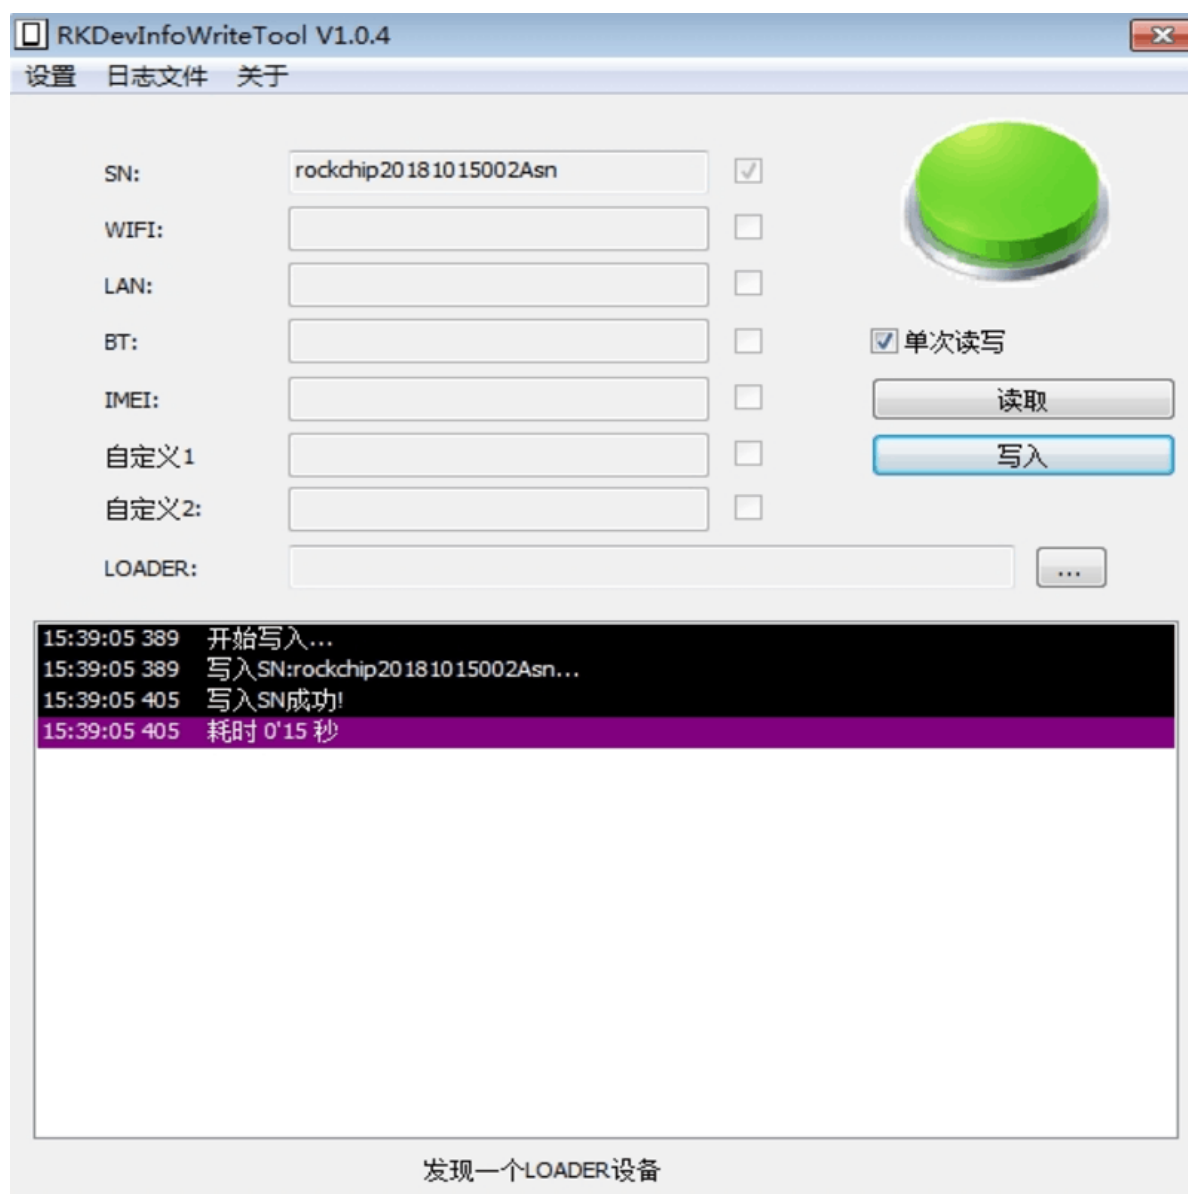 RKDevInfoWriteTool V1.0.4
设置 日志文件 关于
SN: rockchip20181015002Asn
WIFI:
LAN:
BT:
单次读写
IMEI:
读取
自定义1
写入
自定义2:
LOADER: ...
15:39:05 389 开始写入...
15:39:05 389 写入SN:rockchip20181015002Asn...
15:39:05 405 写入SN成功!
15:39:05 405 耗时 0'15 秒
发现一个LOADER设备